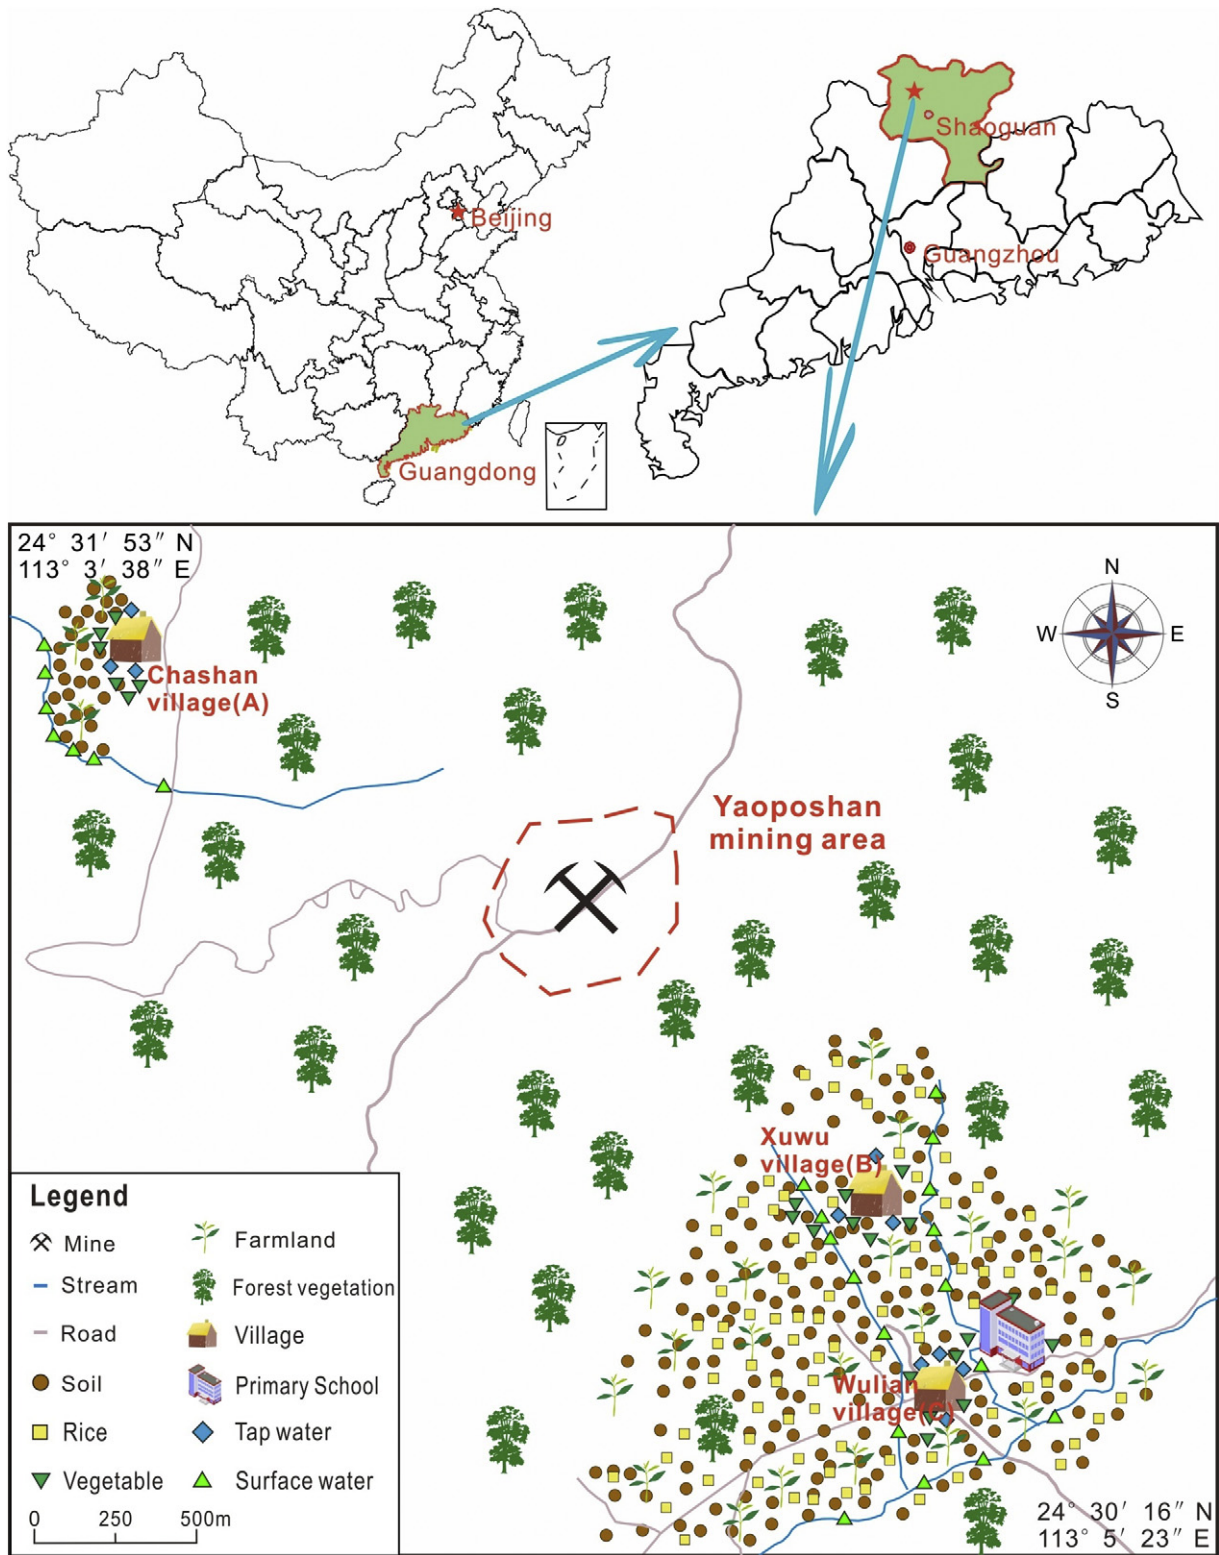 Beijing
Guangdong
Shaoguan
Guangzhou
24° 31′ 53″ N
113° 3′ 38″ E
N
W
E
S
Chashan
village(A)
Yaoposhan
mining area
Xuwu
village(B)
Wulian
village(C)
Legend
Mine
Farmland
Stream
Forest vegetation
Road
Village
Soil
Primary School
Rice
Tap water
Vegetable
Surface water
0 250 500m
24° 30′ 16″ N
113° 5′ 23″ E